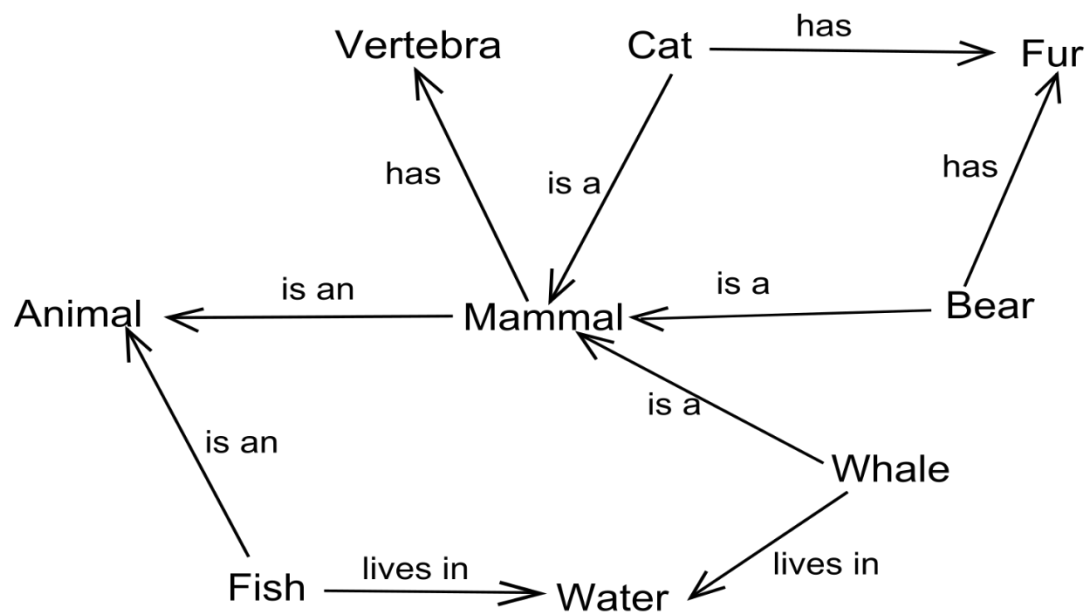 Vertebra
Cat
has
Fur
has
is a
has
Animal
is an
Mammal
is a
Bear
is an
is a
Whale
Fish
lives in
Water
lives in